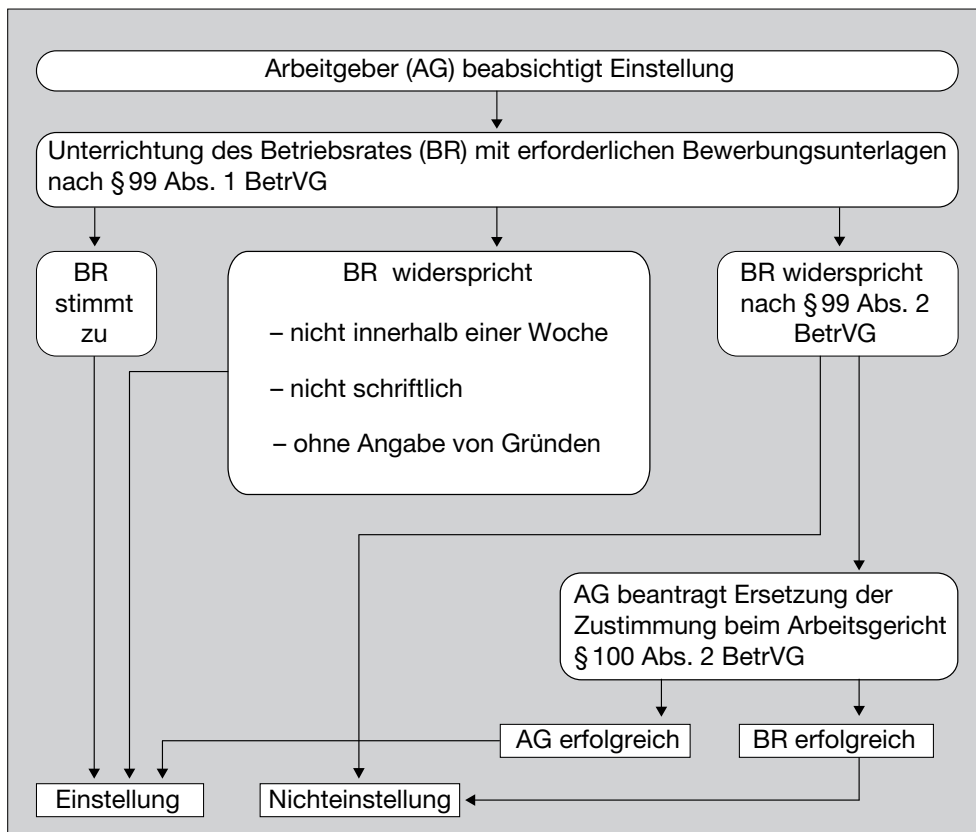 Arbeitgeber (AG) beabsichtigt Einstellung
Unterrichtung des Betriebsrates (BR) mit erforderlichen Bewerbungsunterlagen
nach § 99 Abs. 1 BetrVG
BR
stimmt
zu
BR widerspricht
– nicht innerhalb einer Woche
– nicht schriftlich
– ohne Angabe von Gründen
BR widerspricht
nach § 99 Abs. 2
BetrVG
AG beantragt Ersetzung der
Zustimmung beim Arbeitsgericht
§ 100 Abs. 2 BetrVG
AG erfolgreich
BR erfolgreich
Einstellung
Nichteinstellung